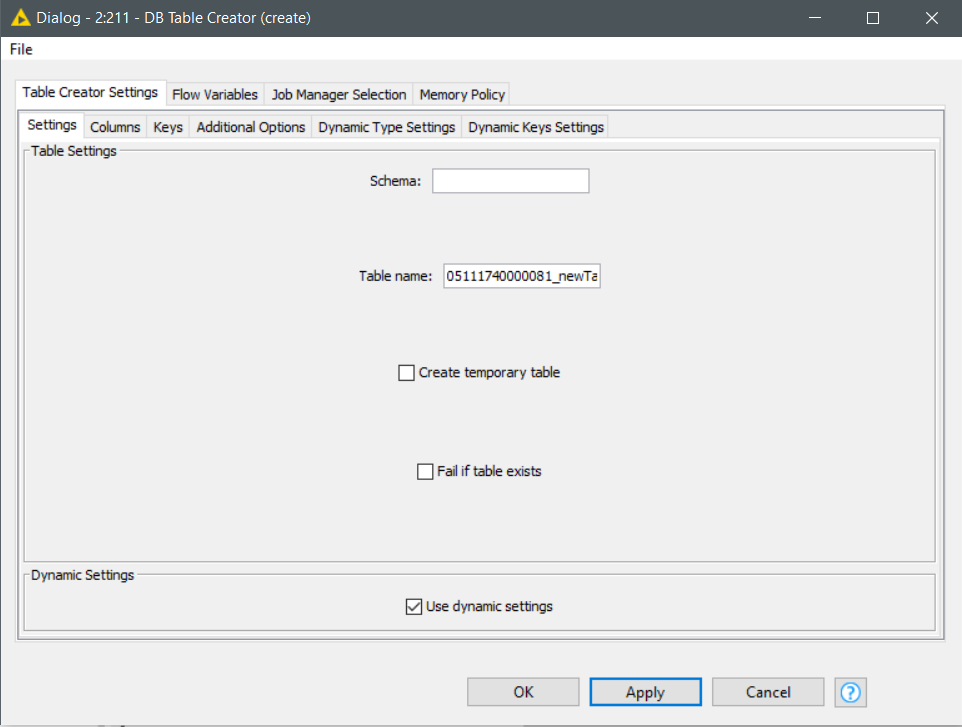 Dialog - 2:211 - DB Table Creator (create)
File
Table Creator Settings Flow Variables Job Manager Selection Memory Policy
Settings Columns Keys Additional Options Dynamic Type Settings Dynamic Keys Settings
Table Settings
Schema:
Table name: 05111740000081_newTa
Create temporary table
Fail if table exists
Dynamic Settings
Use dynamic settings
OK Apply Cancel ?